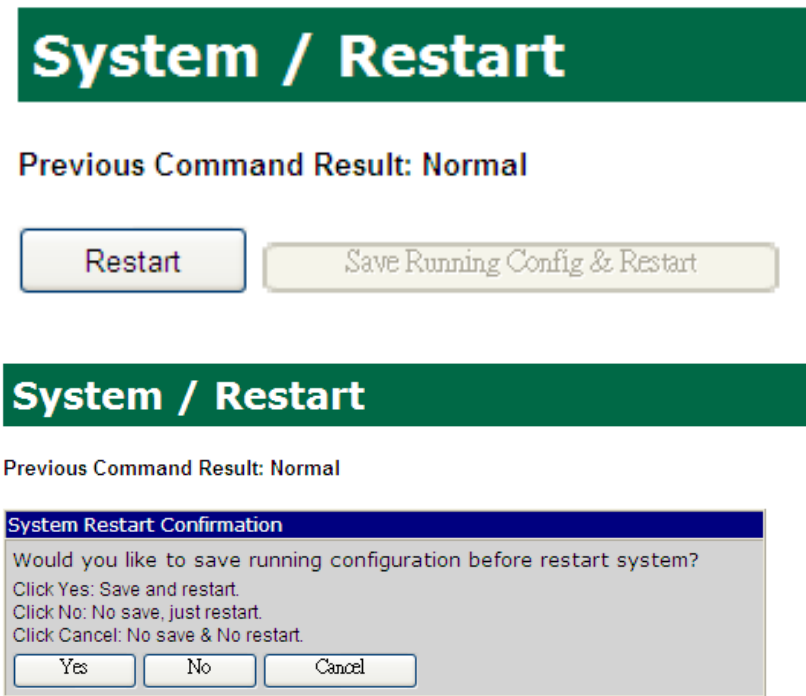 System / Restart
Previous Command Result: Normal
Restart
Save Running Config & Restart
System / Restart
Previous Command Result: Normal
System Restart Confirmation
Would you like to save running configuration before restart system?
Click Yes: Save and restart.
Click No: No save, just restart.
Click Cancel: No save & No restart.
Yes
No
Cancel